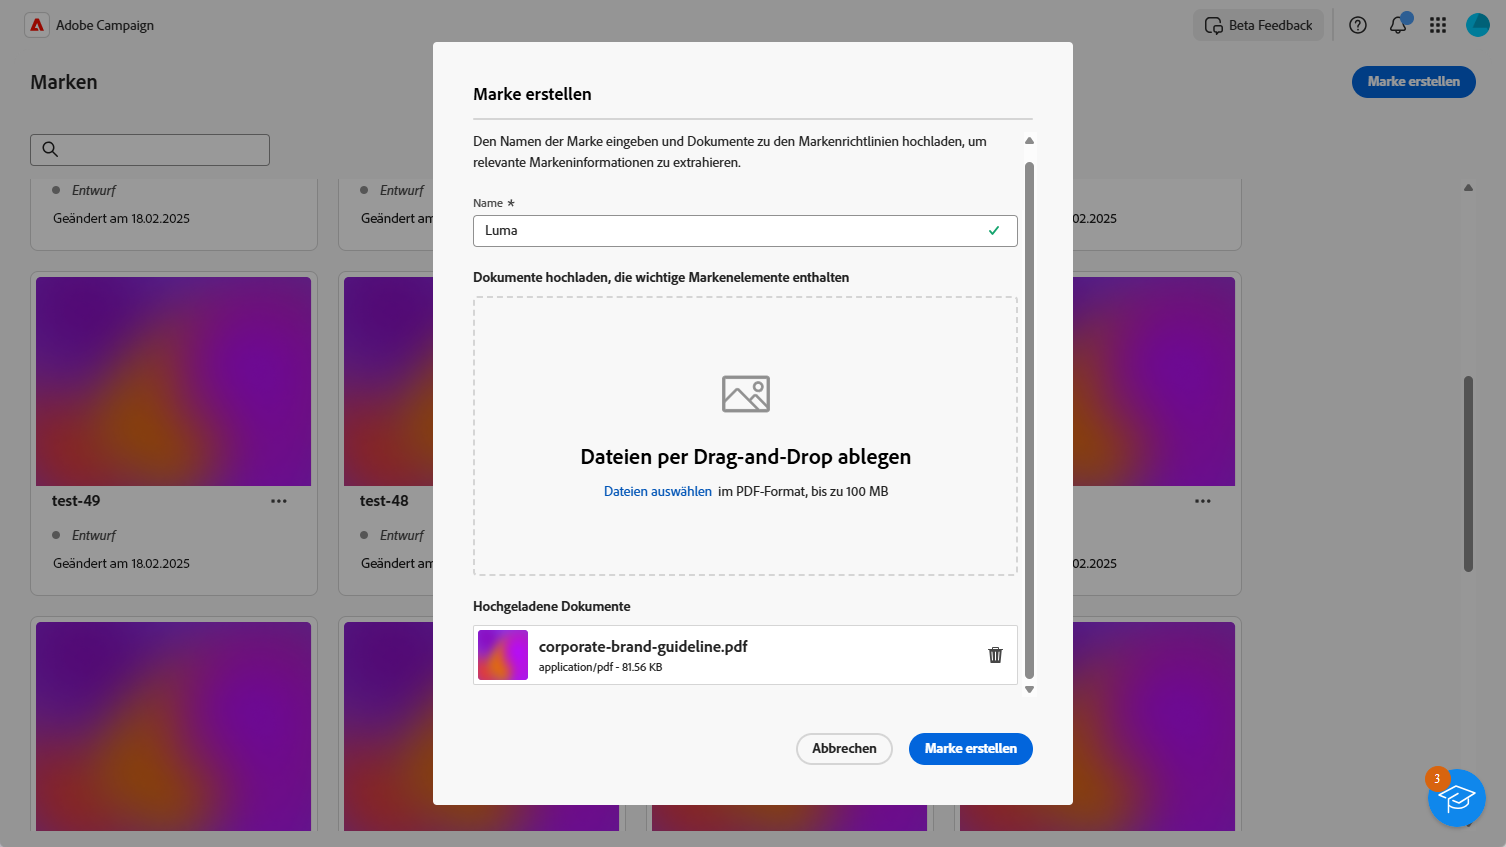 Adobe Campaign
Beta Feedback
Marken
Marke erstellen
Entwurf
Geändert am 18.02.2025
Entwurf
Geändert am
02.2025
test-49
Entwurf
Geändert am 18.02.2025
test-48
Entwurf
Geändert am
02.2025
Marke erstellen
Den Namen der Marke eingeben und Dokumente zu den Markenrichtlinien hochladen, um
relevante Markeninformationen zu extrahieren.
Name *
Luma
Dokumente hochladen, die wichtige Markenelemente enthalten
Dateien per Drag-and-Drop ablegen
Dateien auswählen im PDF-Format, bis zu 100 MB
Hochgeladene Dokumente
corporate-brand-guideline.pdf
application/pdf - 81.56 KB
Abbrechen
Marke erstellen
3